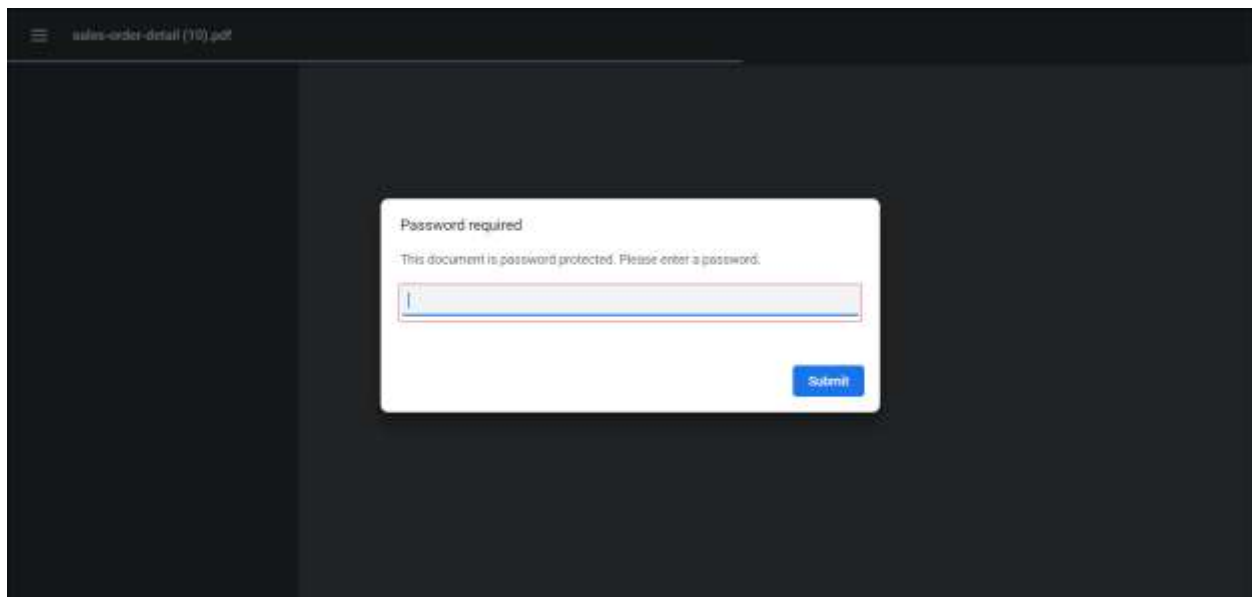 sales-order-detail (10).pdf
Password required
This document is password protected. Please enter a password.
Submit